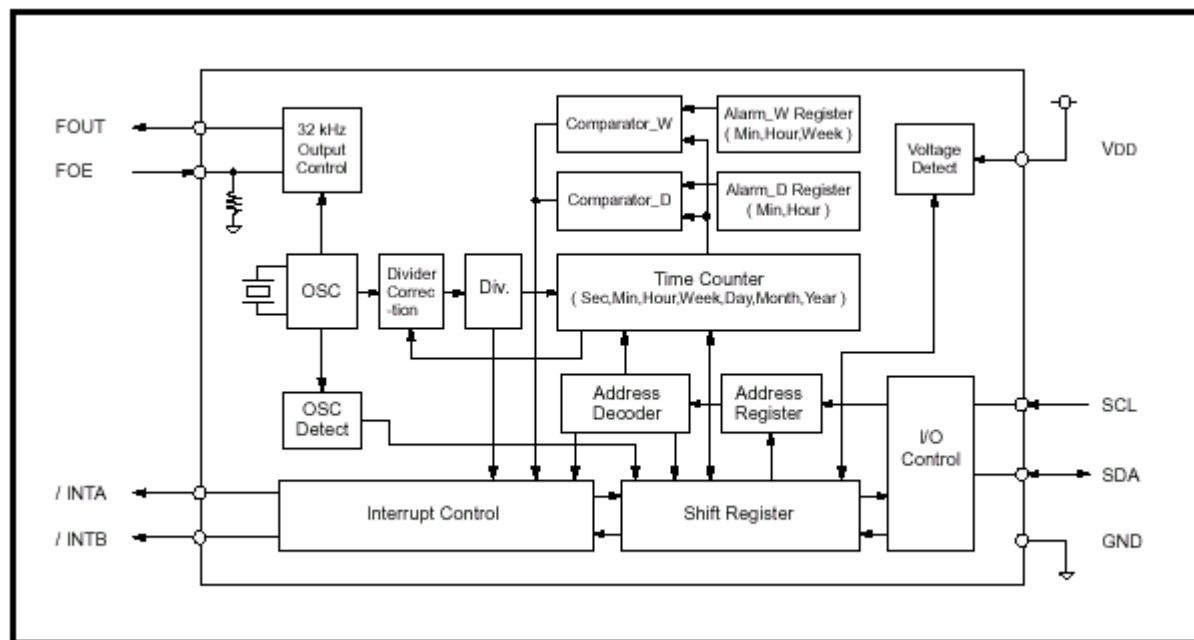 FOUT
FOE
32 kHz
Output
Control
Comparator_W
Alarm_W Register
( Min,Hour,Week )
Comparator_D
Alarm_D Register
( Min,Hour )
Voltage
Detect
VDD
OSC
Divider
Correc
-tion
Div.
Time Counter
( Sec,Min,Hour,Week,Day,Month,Year )
OSC
Detect
Address
Decoder
Address
Register
I/O
Control
SCL
SDA
GND
/ INTA
/ INTB
Interrupt Control
Shift Register